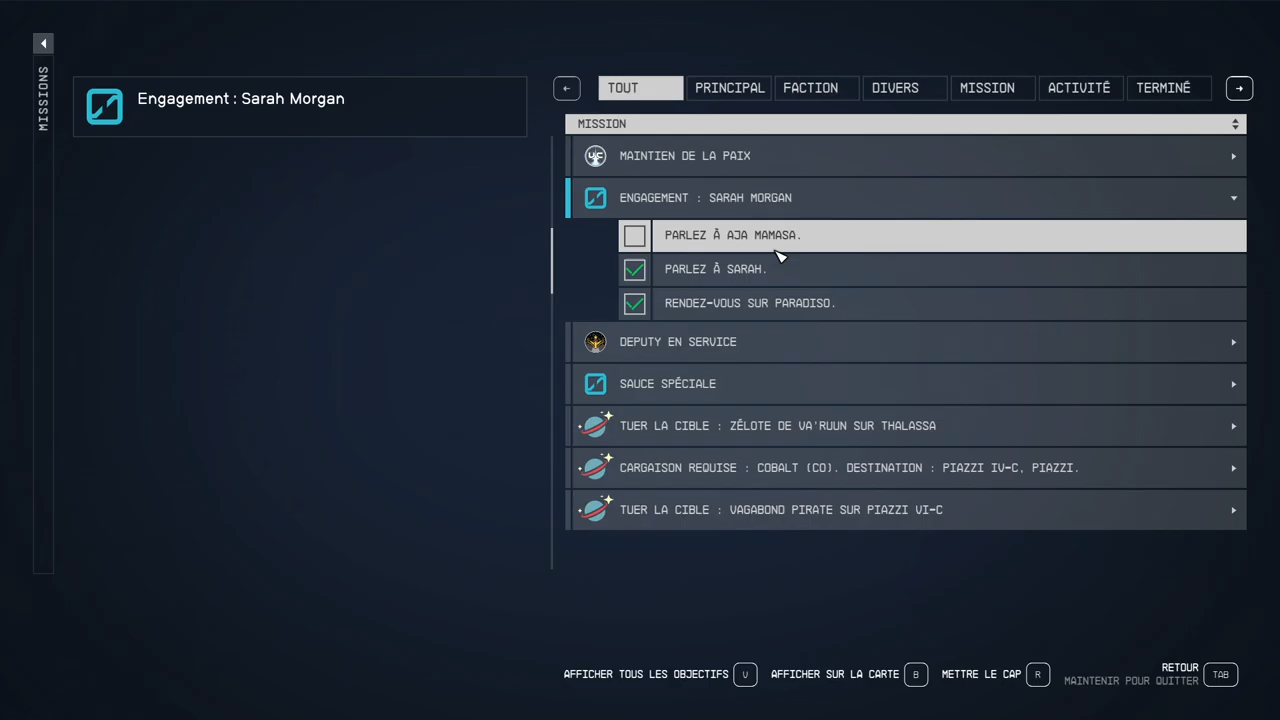 MISSIONS
Engagement : Sarah Morgan
TOUT
PRINCIPAL
FACTION
DIVERS
MISSION
ACTIVITÉ
TERMINÉ
MISSION
UC
MAINTIEN DE LA PAIX
ENGAGEMENT : SARAH MORGAN
PARLEZ À AJA MAMASA.
PARLEZ À SARAH.
RENDEZ-VOUS SUR PARADISO.
DEPUTY EN SERVICE
SAUCE SPÉCIALE
TUER LA CIBLE : ZÉLOTE DE VA'RUUN SUR THALASSA
CARGAISON REQUISE : COBALT (CO). DESTINATION : PIAZZI IV-C, PIAZZI.
TUER LA CIBLE : VAGABOND PIRATE SUR PIAZZI VI-C
AFFICHER TOUS LES OBJECTIFS V AFFICHER SUR LA CARTE B METTRE LE CAP R RETOUR
MAINTENIR POUR QUITTER TAB